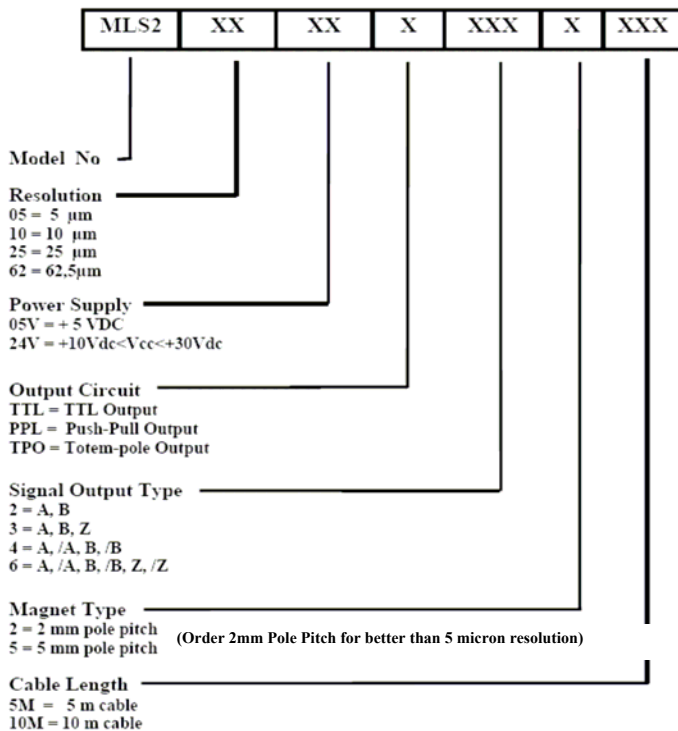 MLS2 XX XX X XXX X XXX
Model No
Resolution
05 = 5 µm
10 = 10 µm
25 = 25 µm
62 = 62,5µm
Power Supply
05V = + 5 VDC
24V = +10Vdc<Vcc<+30Vdc
Output Circuit
TTL = TTL Output
PPL = Push-Pull Output
TPO = Totem-pole Output
Signal Output Type
2 = A, B
3 = A, B, Z
4 = A, /A, B, /B
6 = A, /A, B, /B, Z, /Z
Magnet Type
2 = 2 mm pole pitch
5 = 5 mm pole pitch
(Order 2mm Pole Pitch for better than 5 micron resolution)
Cable Length
5M = 5 m cable
10M = 10 m cable